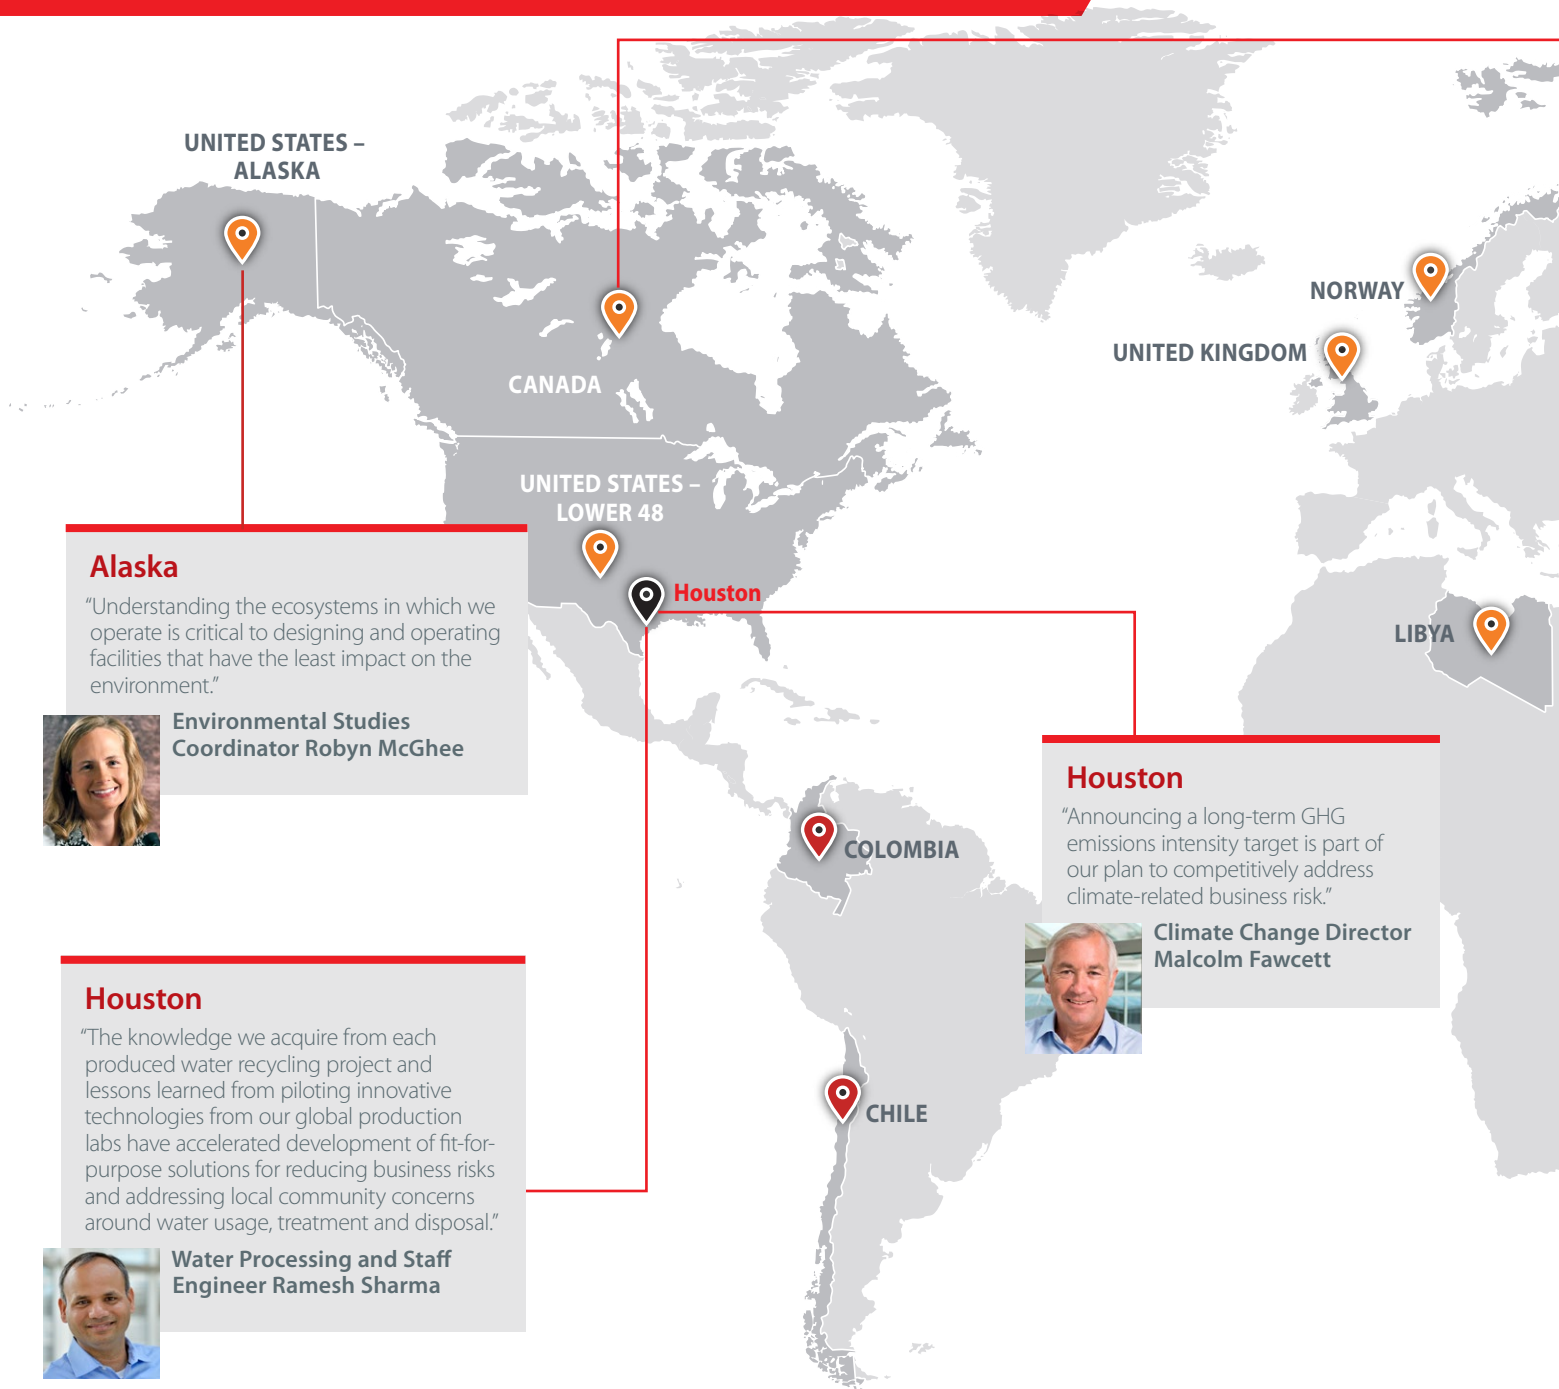 UNITED STATES –
ALASKA
NORWAY
UNITED KINGDOM
CANADA
UNITED STATES –
LOWER 48
Houston
LIBYA
Alaska
“Understanding the ecosystems in which we
operate is critical to designing and operating
facilities that have the least impact on the
environment.”
Environmental Studies
Coordinator Robyn McGhee
COLOMBIA
Houston
“Announcing a long-term GHG
emissions intensity target is part of
our plan to competitively address
climate-related business risk.”
Climate Change Director
Malcolm Fawcett
Houston
“The knowledge we acquire from each
produced water recycling project and
lessons learned from piloting innovative
technologies from our global production
labs have accelerated development of fit-for-
purpose solutions for reducing business risks
and addressing local community concerns
around water usage, treatment and disposal.”
Water Processing and Staff
Engineer Ramesh Sharma
CHILE